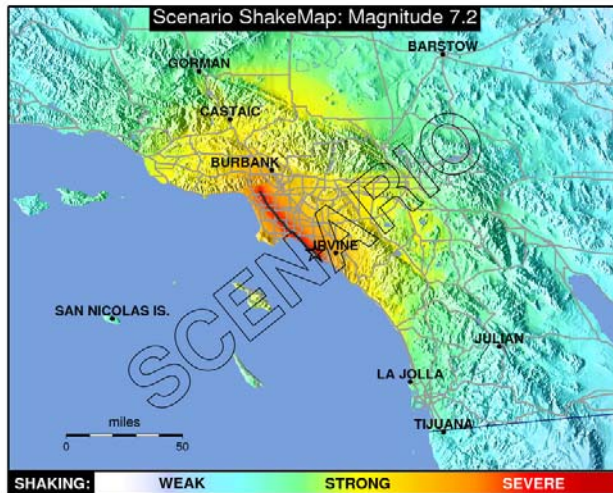 Scenario ShakeMap: Magnitude 7.2
BARSTOW
GORMAN
CASTAIC
BURBANK
SCENARIO
IRVINE
SAN NICOLAS IS.
JULIAN
LA JOLLA
miles
0 50
TIJUANA
SHAKING: WEAK STRONG SEVERE